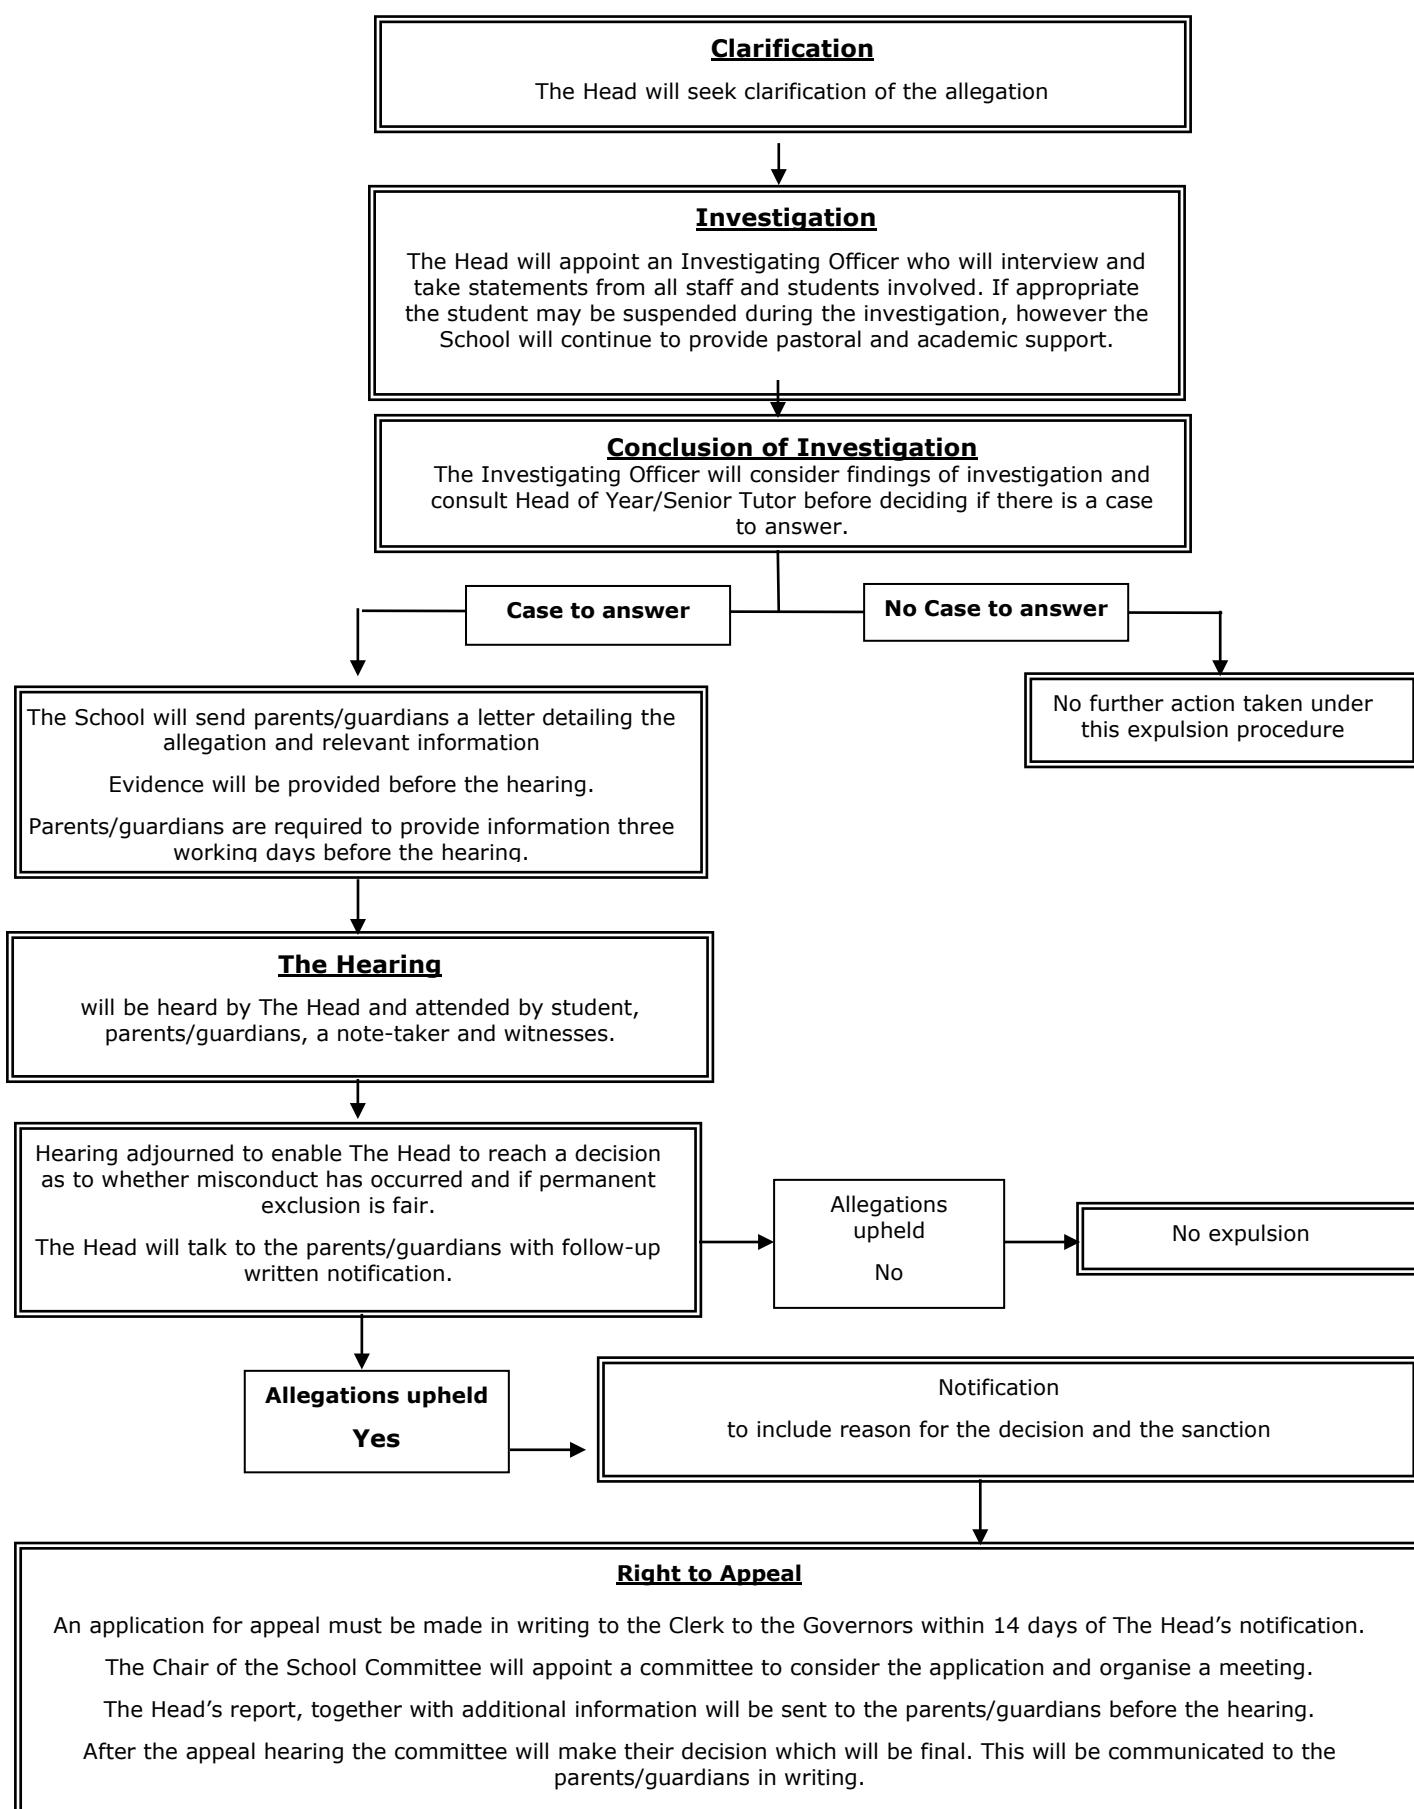 Clarification
The Head will seek clarification of the allegation
Investigation
The Head will appoint an Investigating Officer who will interview and
take statements from all staff and students involved. If appropriate
the student may be suspended during the investigation, however the
School will continue to provide pastoral and academic support.
Conclusion of Investigation
The Investigating Officer will consider findings of investigation and
consult Head of Year/Senior Tutor before deciding if there is a case
to answer.
Case to answer
No Case to answer
The School will send parents/guardians a letter detailing the
allegation and relevant information
Evidence will be provided before the hearing.
Parents/guardians are required to provide information three
working days before the hearing.
No further action taken under
this expulsion procedure
The Hearing
will be heard by The Head and attended by student,
parents/guardians, a note-taker and witnesses.
Hearing adjourned to enable The Head to reach a decision
as to whether misconduct has occurred and if permanent
exclusion is fair.
The Head will talk to the parents/guardians with follow-up
written notification.
Allegations
upheld
No
No expulsion
Allegations upheld
Yes
Notification
to include reason for the decision and the sanction
Right to Appeal
An application for appeal must be made in writing to the Clerk to the Governors within 14 days of The Head’s notification.
The Chair of the School Committee will appoint a committee to consider the application and organise a meeting.
The Head’s report, together with additional information will be sent to the parents/guardians before the hearing.
After the appeal hearing the committee will make their decision which will be final. This will be communicated to the
parents/guardians in writing.